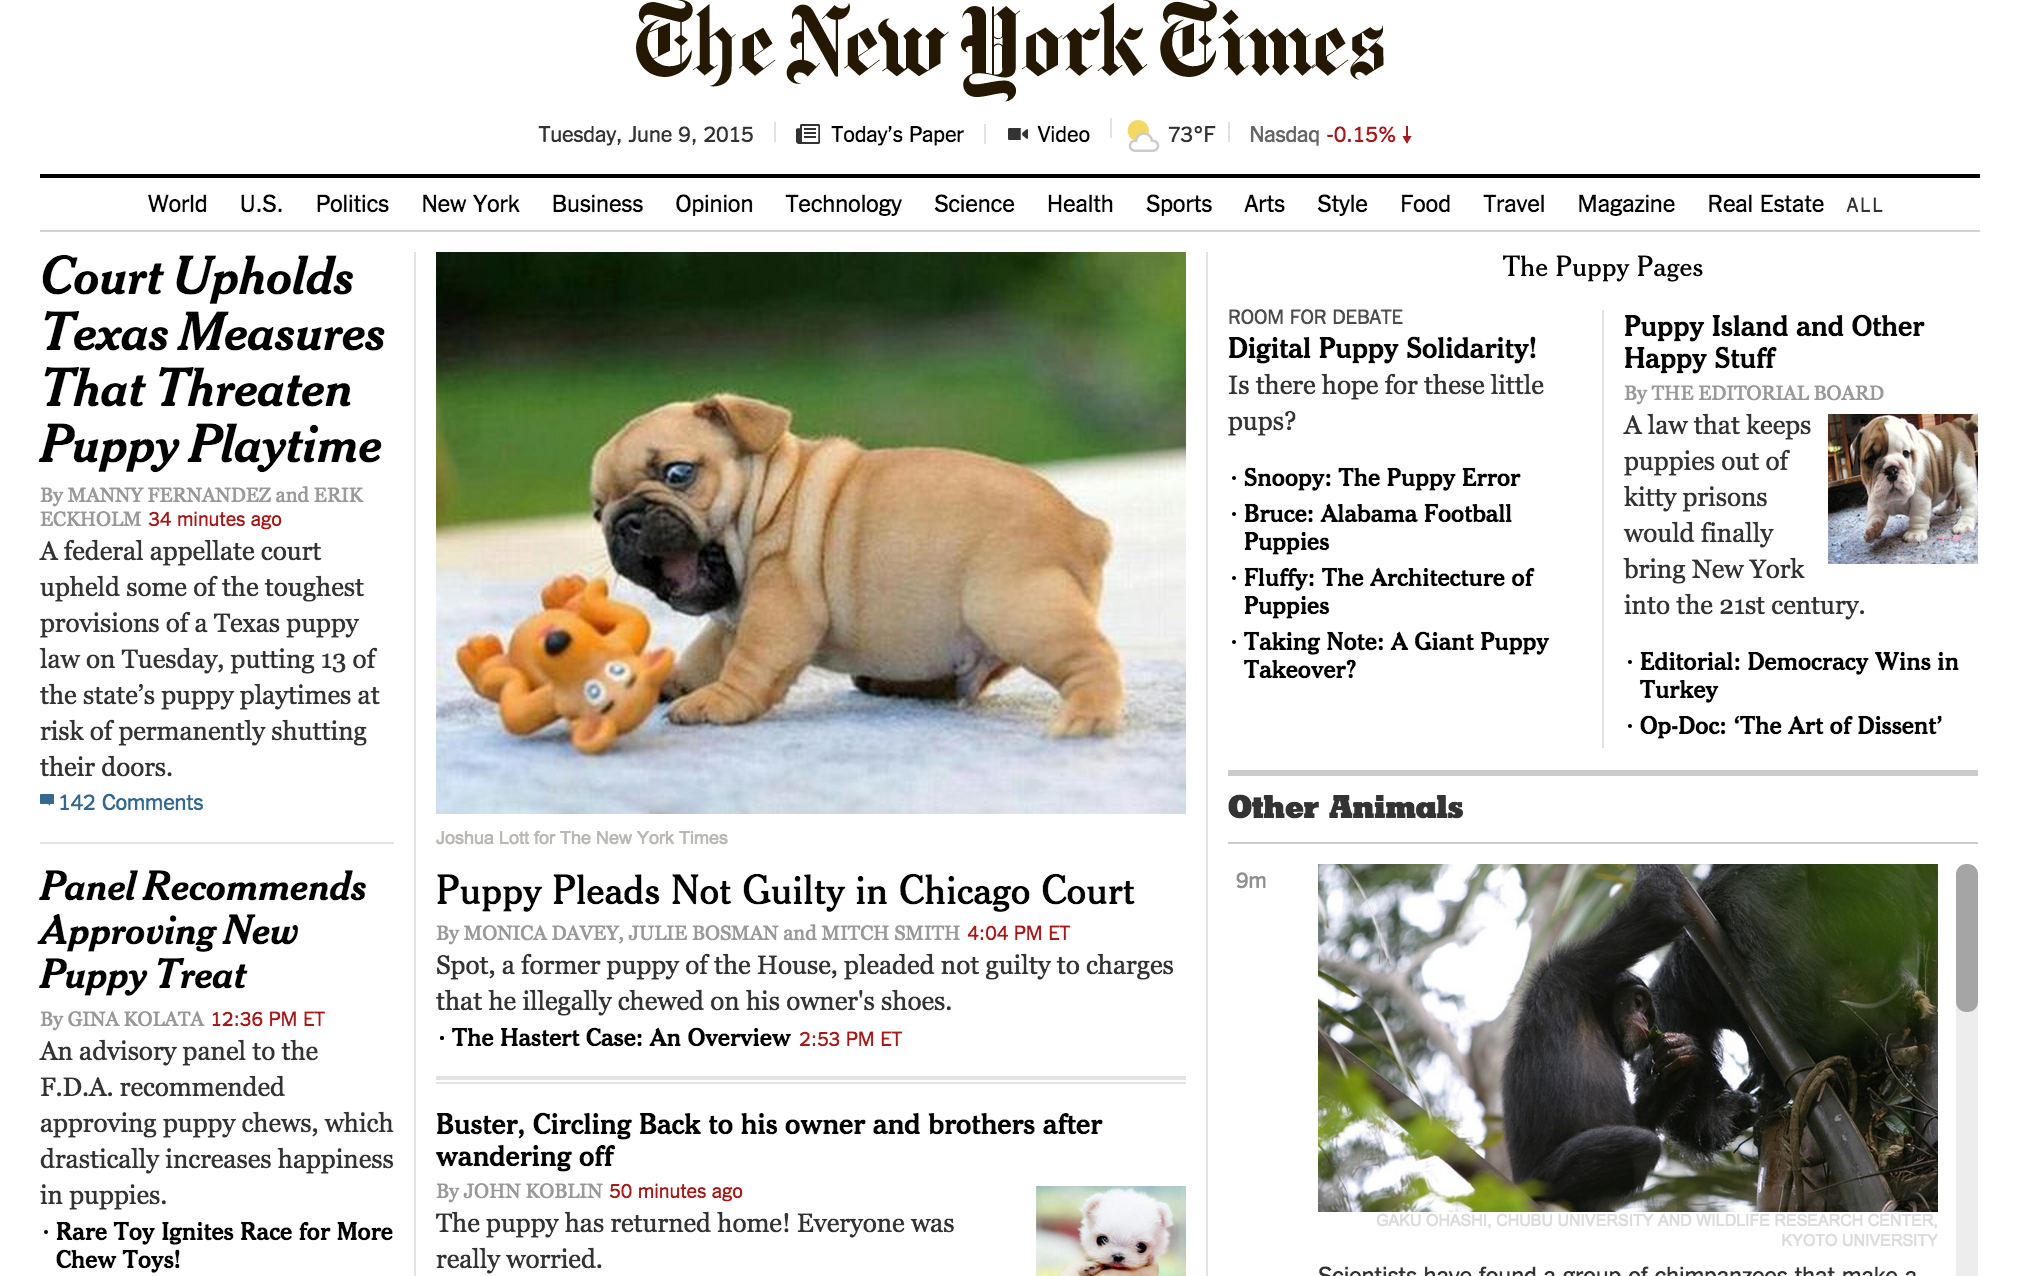 The New York Times
Tuesday, June 9, 2015
Today's Paper
Video
73°F
Nasdaq -0.15%
World U.S. Politics New York Business Opinion Technology Science Health Sports Arts Style Food Travel Magazine Real Estate ALL
Court Upholds
Texas Measures
That Threaten
Puppy Playtime
By MANNY FERNANDEZ and ERIK
ECKHOLM 34 minutes ago
A federal appellate court
upheld some of the toughest
provisions of a Texas puppy
law on Tuesday, putting 13 of
the state's puppy playtimes at
risk of permanently shutting
their doors.
142 Comments
Panel Recommends
Approving New
Puppy Treat
By GINA KOLATA 12:36 PM ET
An advisory panel to the
F.D.A. recommended
approving puppy chews, which
drastically increases happiness
in puppies.
· Rare Toy Ignites Race for More
Chew Toys!
Joshua Lott for The New York Times
Puppy Pleads Not Guilty in Chicago Court
By MONICA DAVEY, JULIE BOSMAN and MITCH SMITH 4:04 PM ET
Spot, a former puppy of the House, pleaded not guilty to charges
that he illegally chewed on his owner's shoes.
· The Hastert Case: An Overview 2:53 PM ET
Buster, Circling Back to his owner and brothers after
wandering off
By JOHN KOBLIN 50 minutes ago
The puppy has returned home! Everyone was
really worried.
The Puppy Pages
ROOM FOR DEBATE
Digital Puppy Solidarity!
Is there hope for these little
pups?
· Snoopy: The Puppy Error
· Bruce: Alabama Football
Puppies
· Fluffy: The Architecture of
Puppies
· Taking Note: A Giant Puppy
Takeover?
Puppy Island and Other
Happy Stuff
By THE EDITORIAL BOARD
A law that keeps
puppies out of
kitty prisons
would finally
bring New York
into the 21st century.
· Editorial: Democracy Wins in
Turkey
· Op-Doc: 'The Art of Dissent'
Other Animals
9m
GAKU OHASHI, CHUBU UNIVERSITY AND WILDLIFE RESEARCH CENTER,
KYOTO UNIVERSITY
Scientists have found a group of chimpanzees that make a